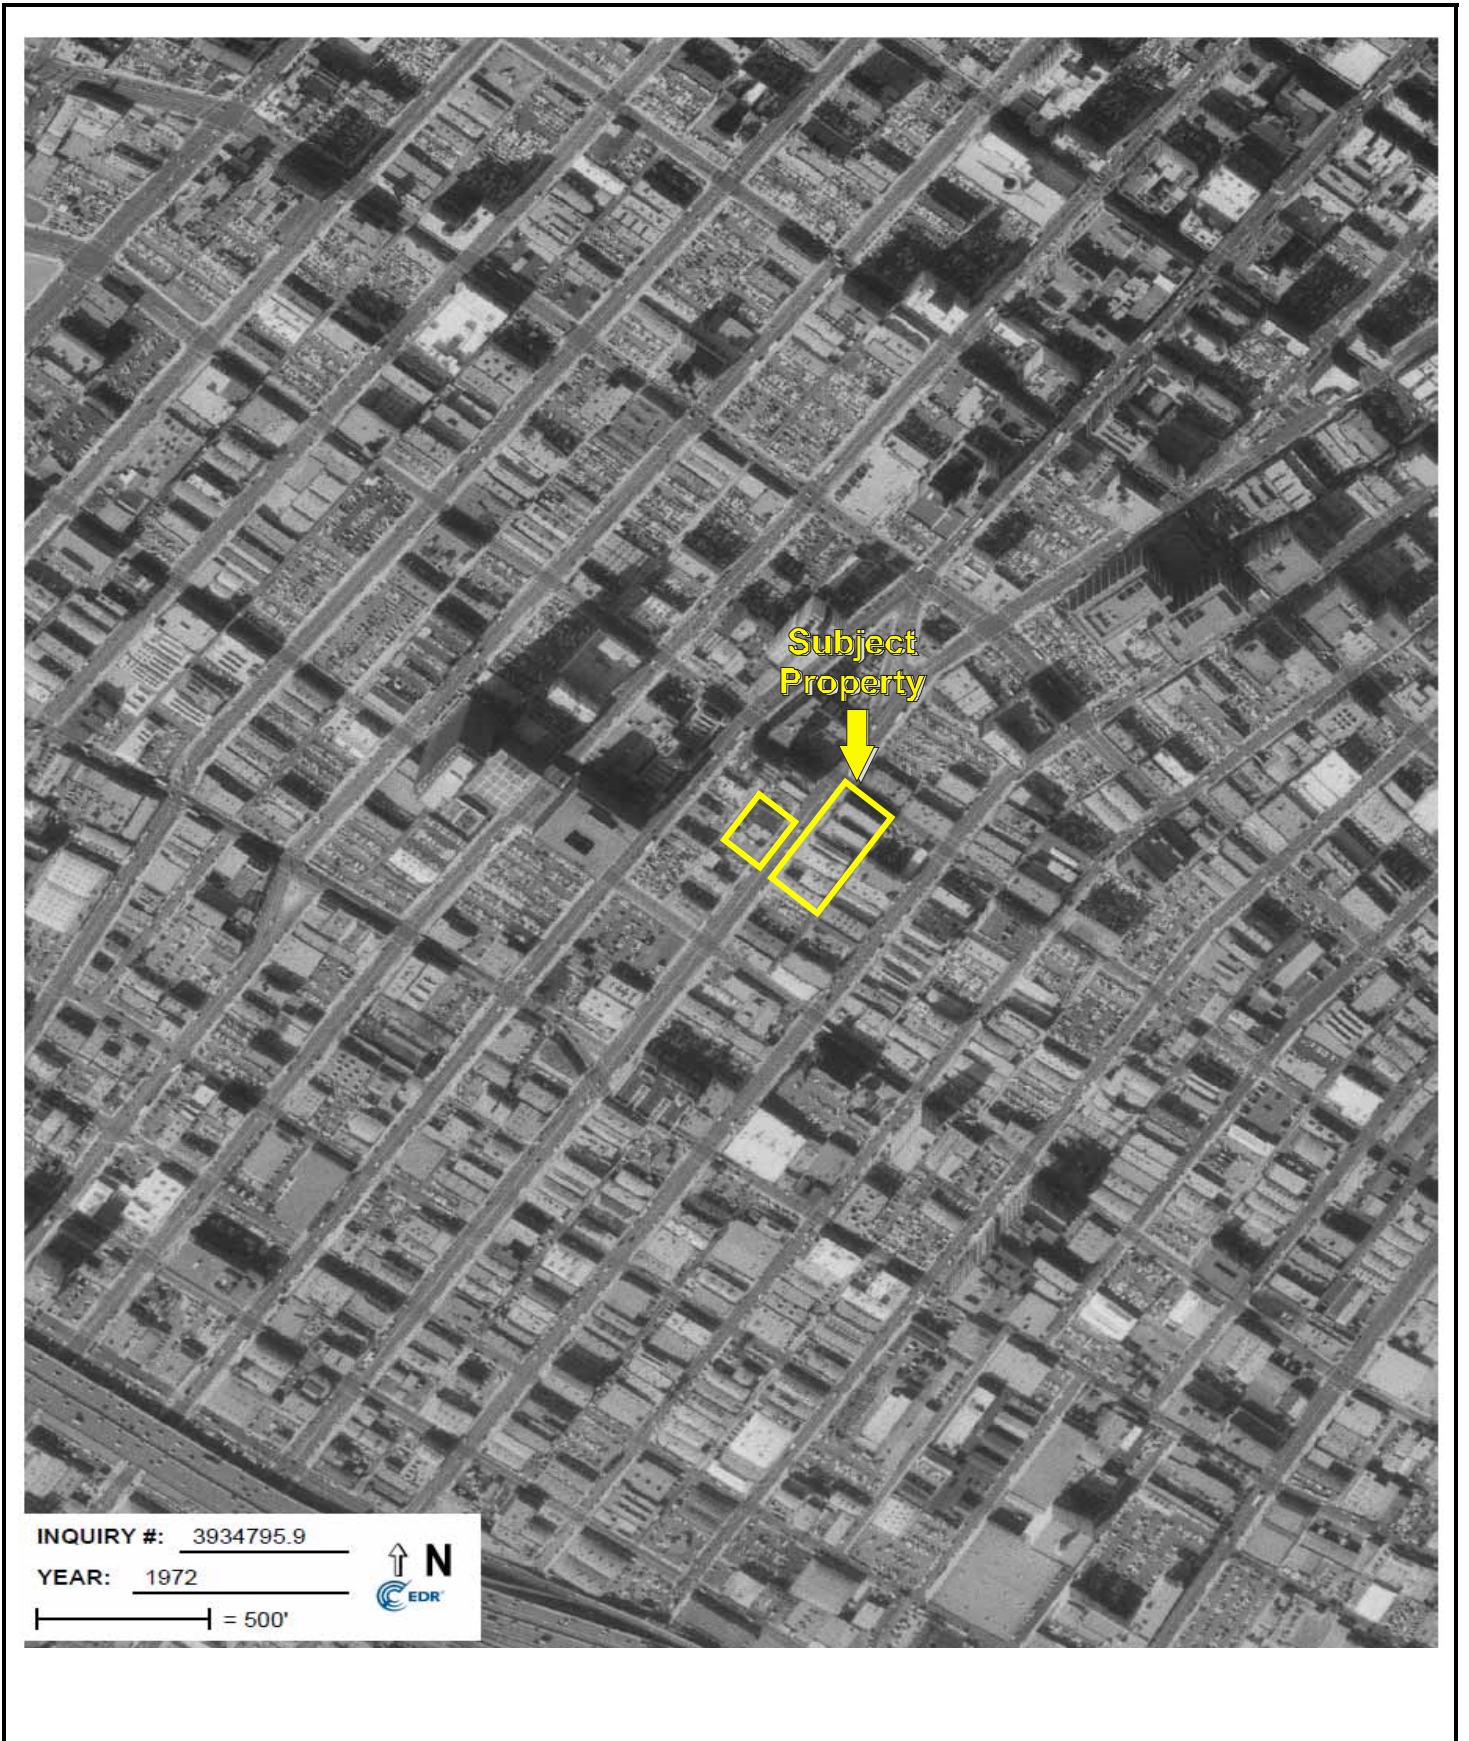 Subject
Property
INQUIRY #: 3934795.9
YEAR: 1972
= 500'
N
EDR